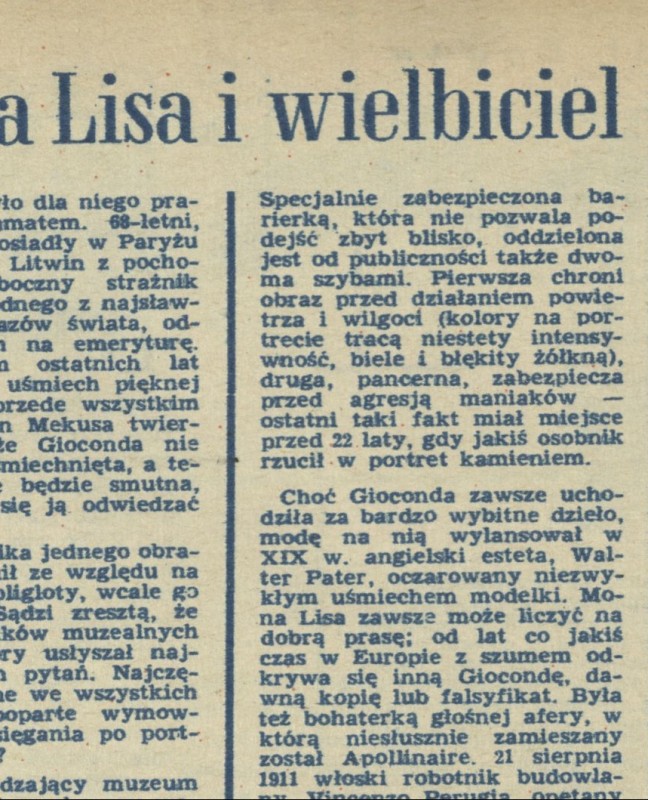 a Lisa i wielbiciel
yło dla niego pra-
amatem. 68-letni,
osiadły w Paryżu
Litwin z pocho-
boczny strażnik
dnego z najsław-
azów świata, od-
na emeryturę.
ostatnich lat
uśmiech pięknej
przede wszystkim
n Mekusa twier-
że Gioconda nie
miechnięta, a te-
będzie smutna,
się ją odwiedzać
ika jednego obra-
ił ze względu na
oligloty, wcale go
Sądzi zresztą, że
ików muzealnych
ry usłyszał naj-
pytań. Najczę-
ne we wszystkich
poparte wymow-
sięgania po port-
?
dzający muzeum
Specjalnie zabezpieczona ba-
rierką, która nie pozwala po-
dejść zbyt blisko, oddzielona
jest od publiczności także dwo-
ma szybami. Pierwsza chroni
obraz przed działaniem powie-
trza i wilgoci (kolory na por-
trecie tracą niestety intensy-
wność, biele i błękity żółkną),
druga, pancerna, zabezpiecza
przed agresją maniaków —
ostatni taki fakt miał miejsce
przed 22 laty, gdy jakiś osobnik
rzucił w portret kamieniem.
Choć Gioconda zawsze ucho-
dziła za bardzo wybitne dzieło,
modę na nią wylansował w
XIX w. angielski esteta, Wal-
ter Pater, oczarowany niezwy-
kłym uśmiechem modelki. Mo-
na Lisa zawsze może liczyć na
dobrą prasę; od lat co jakiś
czas w Europie z szumem od-
krywa się inną Giocondę, da-
wną kopię lub falsyfikat. Była
też bohaterką głośnej afery, w
którą niesłusznie zamieszany
został Apollinaire. 21 sierpnia
1911 włoski robotnik budowla-
ny Vincenzo Perugia, opętany